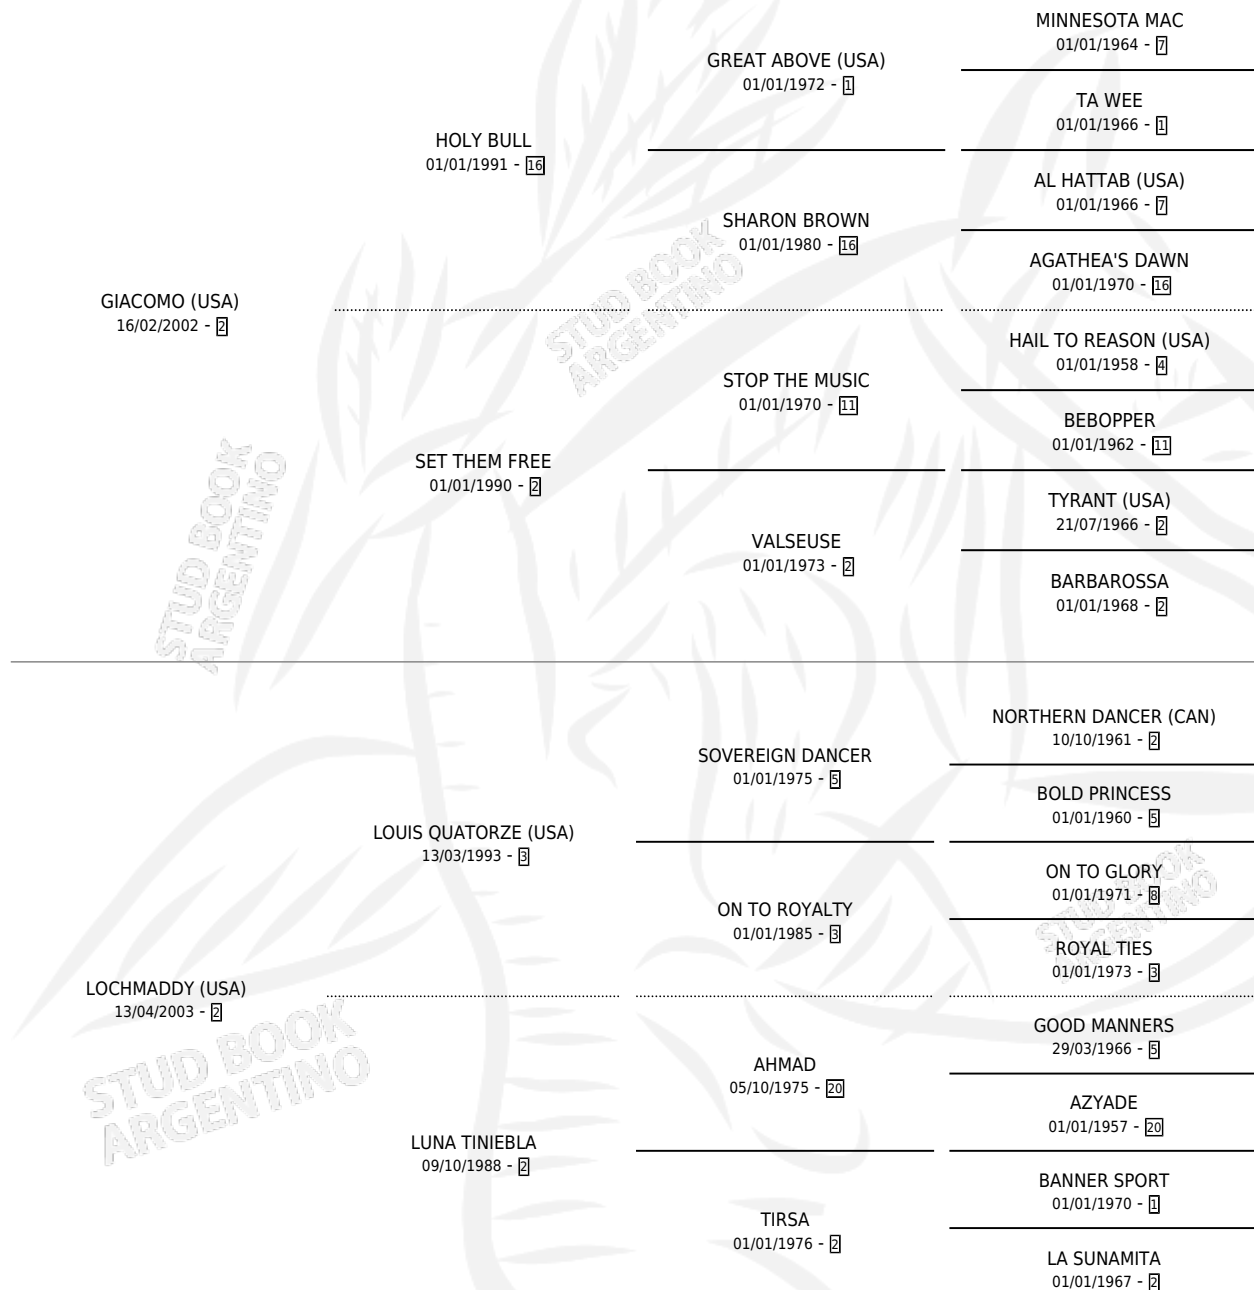 MINNESOTA MAC
01/01/1964 - 7
GREAT ABOVE (USA)
01/01/1972 - 1
TA WEE
01/01/1966 - 1
HOLY BULL
01/01/1991 - 16
AL HATTAB (USA)
01/01/1966 - 7
SHARON BROWN
01/01/1980 - 16
AGATHEA'S DAWN
01/01/1970 - 16
GIACOMO (USA)
16/02/2002 - 2
HAIL TO REASON (USA)
01/01/1958 - 4
STOP THE MUSIC
01/01/1970 - 11
BEBOPPER
01/01/1962 - 11
SET THEM FREE
01/01/1990 - 2
TYRANT (USA)
21/07/1966 - 2
VALSEUSE
01/01/1973 - 2
BARBAROSSA
01/01/1968 - 2
NORTHERN DANCER (CAN)
10/10/1961 - 2
SOVEREIGN DANCER
01/01/1975 - 5
BOLD PRINCESS
01/01/1960 - 5
LOUIS QUATORZE (USA)
13/03/1993 - 3
ON TO GLORY
01/01/1971 - 8
ON TO ROYALTY
01/01/1985 - 3
ROYAL TIES
01/01/1973 - 3
LOCHMADDY (USA)
13/04/2003 - 2
GOOD MANNERS
29/03/1966 - 5
AHMAD
05/10/1975 - 20
AZYADE
01/01/1957 - 20
LUNA TINIEBLA
09/10/1988 - 2
BANNER SPORT
01/01/1970 - 1
TIRSA
01/01/1976 - 2
LA SUNAMITA
01/01/1967 - 2
STUD BOOK
ARGENTINO
STUD BOOK
ARGENTINO
STUD BOOK
ARGENTINO
STUD BOOK
ARGENTINO